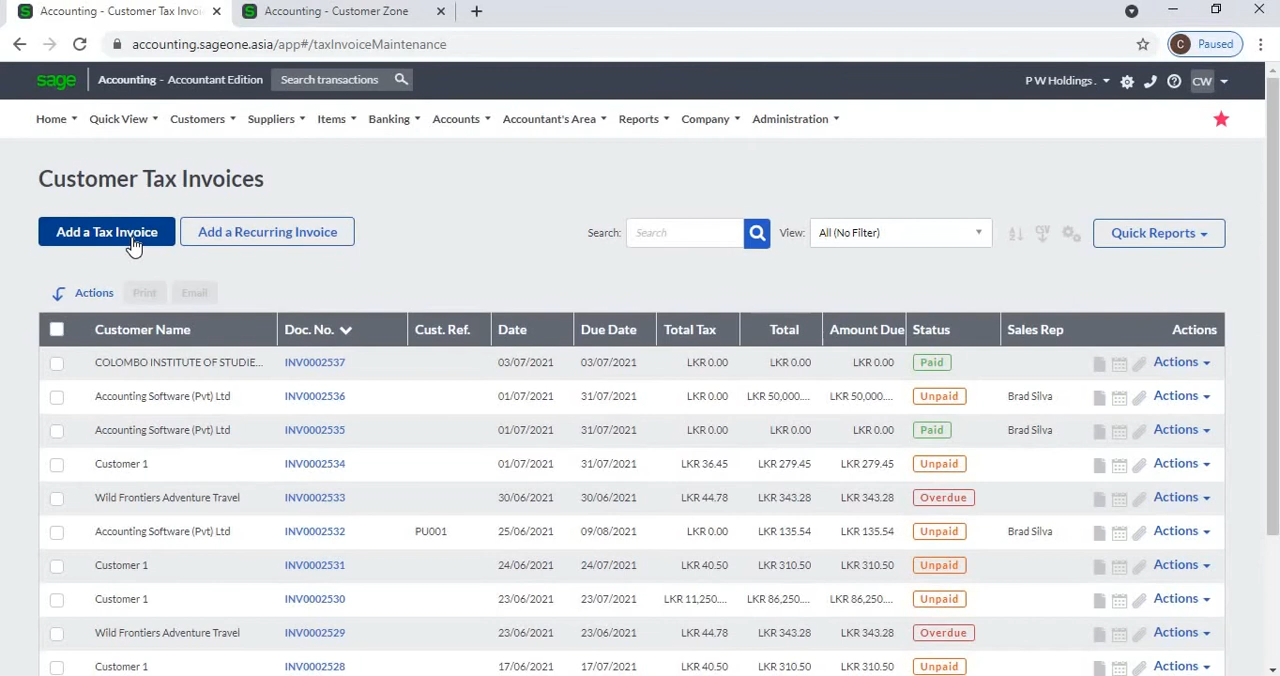 Accounting - Customer Tax Invoi
Accounting - Customer Zone
accounting.sageone.asia/app#/taxInvoiceMaintenance
C Paused
sage Accounting - Accountant Edition Search transactions P W Holdings . CW
Home Quick View Customers Suppliers Items Banking Accounts Accountant's Area Reports Company Administration
Customer Tax Invoices
Add a Tax Invoice Add a Recurring Invoice Search: Search View: All (No Filter) CSV Quick Reports
Actions Print Email
Customer Name Doc. No. Cust. Ref. Date Due Date Total Tax Total Amount Due Status Sales Rep Actions
COLOMBO INSTITUTE OF STUDIE... INV0002537 03/07/2021 03/07/2021 LKR 0.00 LKR 0.00 LKR 0.00 Paid Actions
Accounting Software (Pvt) Ltd INV0002536 01/07/2021 31/07/2021 LKR 0.00 LKR 50,000.... LKR 50,000.... Unpaid Brad Silva Actions
Accounting Software (Pvt) Ltd INV0002535 01/07/2021 31/07/2021 LKR 0.00 LKR 0.00 LKR 0.00 Paid Brad Silva Actions
Customer 1 INV0002534 01/07/2021 31/07/2021 LKR 36.45 LKR 279.45 LKR 279.45 Unpaid Actions
Wild Frontiers Adventure Travel INV0002533 30/06/2021 30/06/2021 LKR 44.78 LKR 343.28 LKR 343.28 Overdue Actions
Accounting Software (Pvt) Ltd INV0002532 PU001 25/06/2021 09/08/2021 LKR 0.00 LKR 135.54 LKR 135.54 Unpaid Brad Silva Actions
Customer 1 INV0002531 24/06/2021 24/07/2021 LKR 40.50 LKR 310.50 LKR 310.50 Unpaid Actions
Customer 1 INV0002530 23/06/2021 23/07/2021 LKR 11,250.... LKR 86,250.... LKR 86,250.... Unpaid Actions
Wild Frontiers Adventure Travel INV0002529 23/06/2021 23/06/2021 LKR 44.78 LKR 343.28 LKR 343.28 Overdue Actions
Customer 1 INV0002528 17/06/2021 17/07/2021 LKR 40.50 LKR 310.50 LKR 310.50 Unpaid Actions